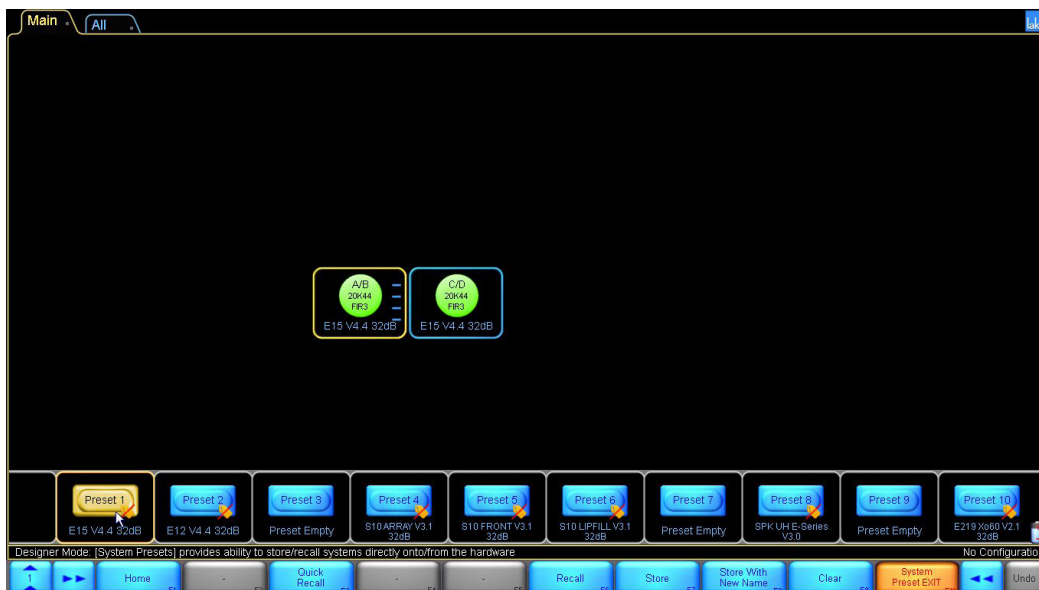 Main
All
lak
A/B
20K44
FIR3
E15 V4.4 32dB
C/D
20K44
FIR3
E15 V4.4 32dB
Preset 1
E15 V4.4 32dB
Preset 2
E12 V4.4 32dB
Preset 3
Preset Empty
Preset 4
S10 ARRAY V3.1
32dB
Preset 5
S10 FRONT V3.1
32dB
Preset 6
S10 LIPFILL V3.1
32dB
Preset 7
Preset Empty
Preset 8
SPK UH E-Series
V3.0
Preset 9
Preset Empty
Preset 10
E219 Xo60 V2.1
32dB
Designer Mode: [System Presets] provides ability to store/recall systems directly onto/from the hardware
No Configuratio
1
Home
Quick
Recall
Recall
Store
Store With
New Name
Clear
System
Preset EXIT
Undo